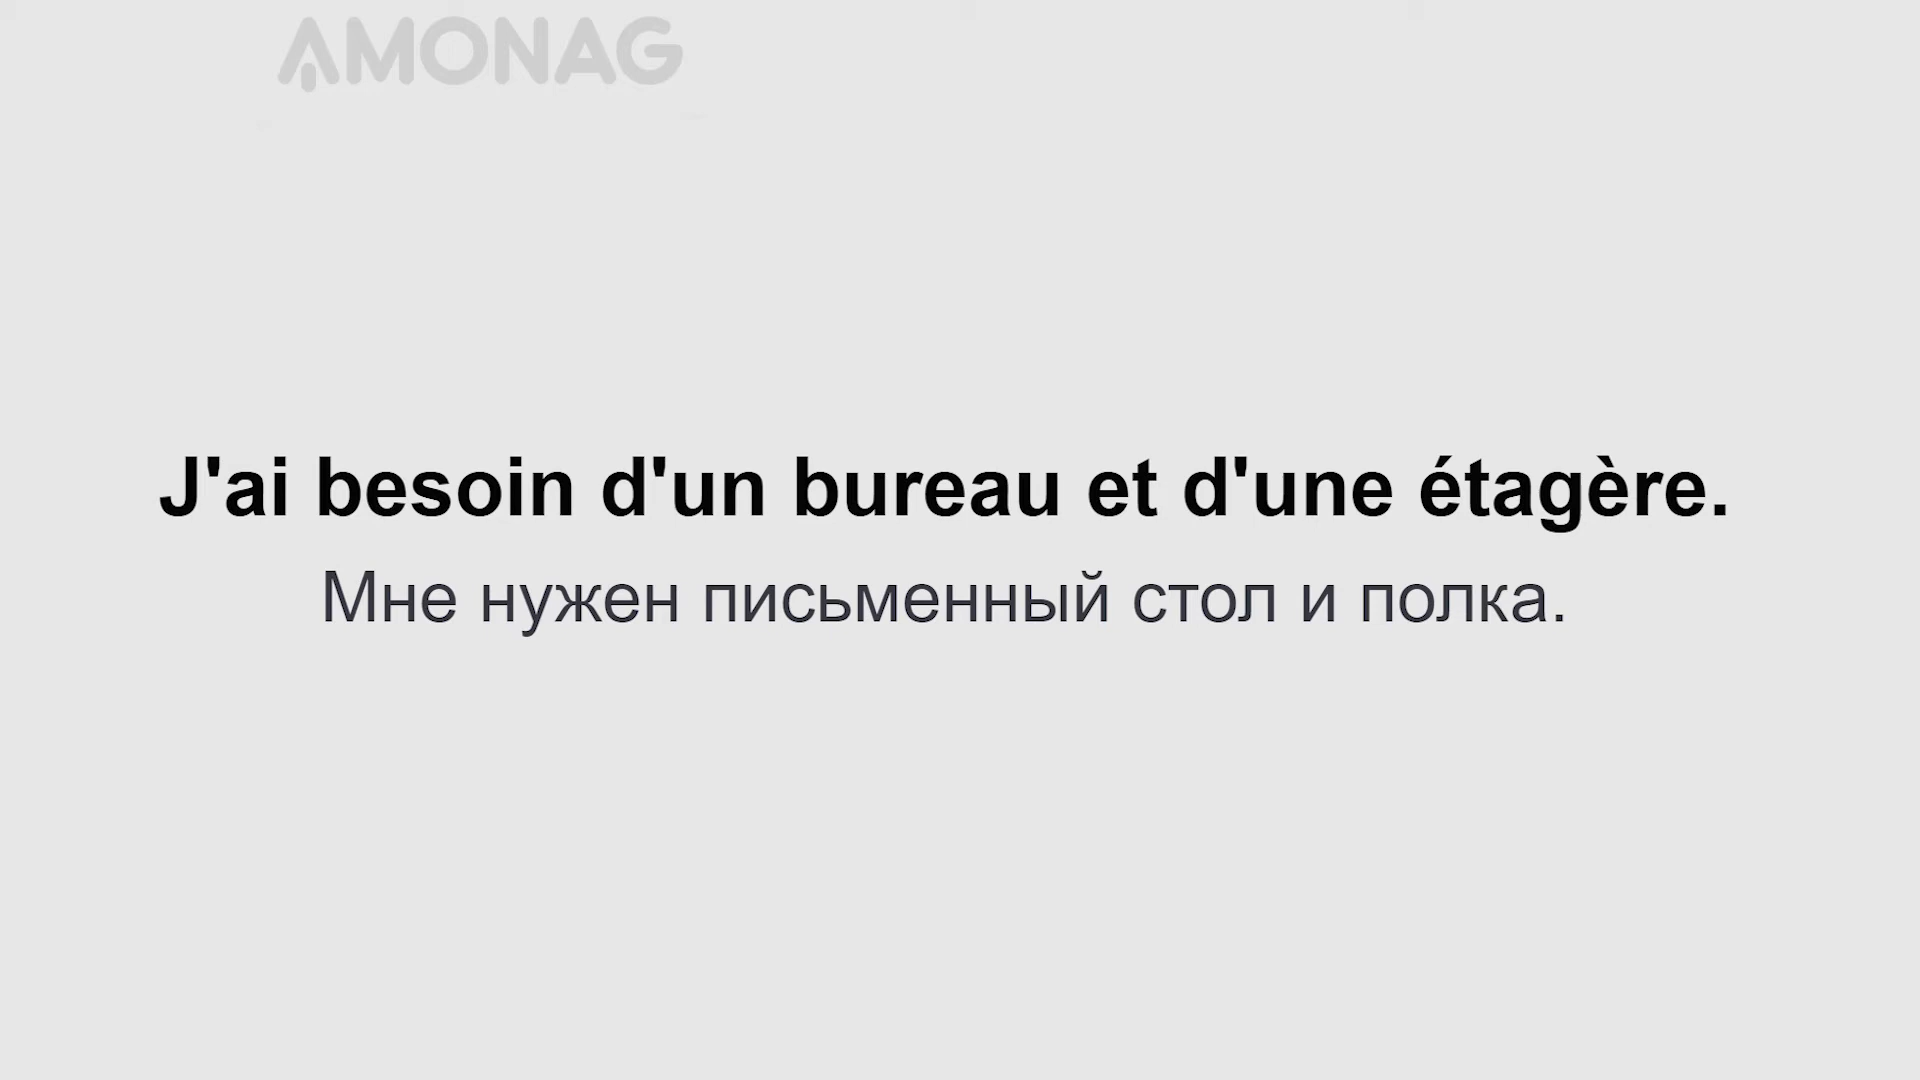 AMONAG
J'ai besoin d'un bureau et d'une étagère.
Мне нужен письменный стол и полка.